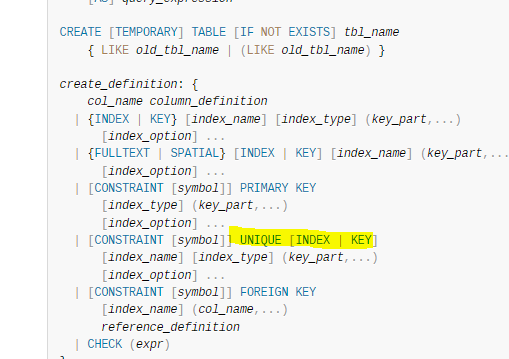 [AS] query_expression
CREATE [TEMPORARY] TABLE [IF NOT EXISTS] tbl_name
{ LIKE old_tbl_name | (LIKE old_tbl_name) }
create_definition: {
col_name column_definition
| {INDEX | KEY} [index_name] [index_type] (key_part,...)
[index_option] ...
| {FULLTEXT | SPATIAL} [INDEX | KEY] [index_name] (key_part,...
[index_option] ...
| [CONSTRAINT [symbol]] PRIMARY KEY
[index_type] (key_part,...)
[index_option] ...
| [CONSTRAINT [symbol]] UNIQUE [INDEX | KEY]
[index_name] [index_type] (key_part,...)
[index_option] ...
| [CONSTRAINT [symbol]] FOREIGN KEY
[index_name] (col_name,...)
reference_definition
| CHECK (expr)
}